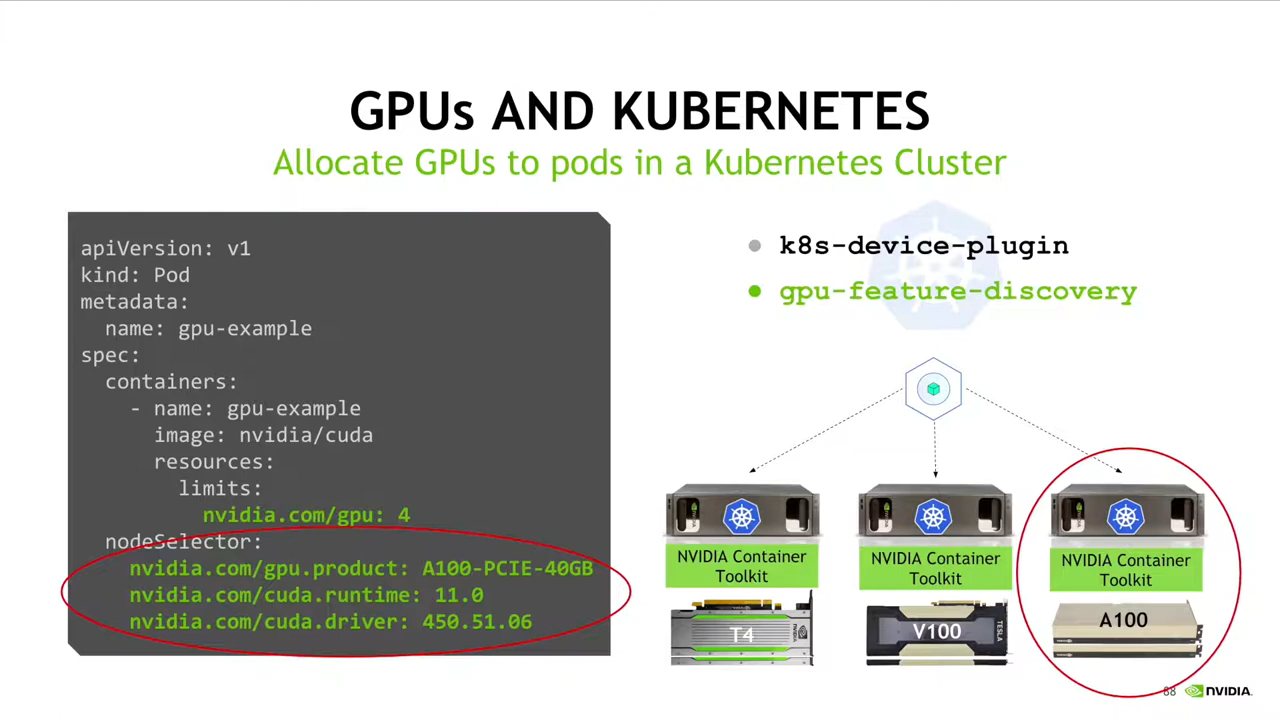 GPUs AND KUBERNETES
Allocate GPUs to pods in a Kubernetes Cluster
apiVersion: v1
kind: Pod
metadata:
  name: gpu-example
spec:
  containers:
    - name: gpu-example
      image: nvidia/cuda
      resources:
        limits:
          nvidia.com/gpu: 4
  nodeSelector:
    nvidia.com/gpu.product: A100-PCIE-40GB
    nvidia.com/cuda.runtime: 11.0
    nvidia.com/cuda.driver: 450.51.06
● k8s-device-plugin
● gpu-feature-discovery
NVIDIA Container
Toolkit
NVIDIA Container
Toolkit
NVIDIA Container
Toolkit
T4
NVIDIA
V100
TESLA
A100
88
NVIDIA.